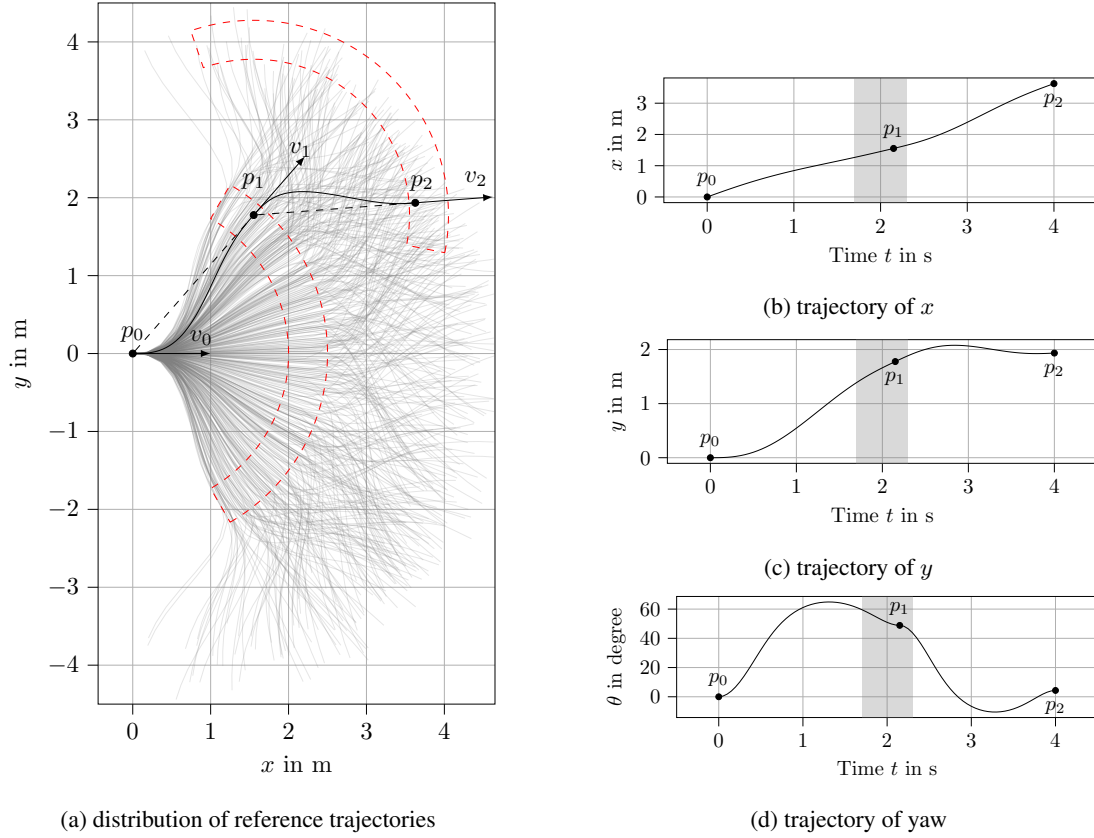 4
3
2
1
0
−1
−2
−3
−4
y in m
0 1 2 3 4
x in m
p₀
p₁
p₂
v₀
v₁
v₂
(a) distribution of reference trajectories
3
2
1
0
x in m
p₀
p₁
p₂
0 1 2 3 4
Time t in s
(b) trajectory of x
2
1
0
y in m
p₀
p₁
p₂
0 1 2 3 4
Time t in s
(c) trajectory of y
60
40
20
0
θ in degree
p₀
p₁
p₂
0 1 2 3 4
Time t in s
(d) trajectory of yaw